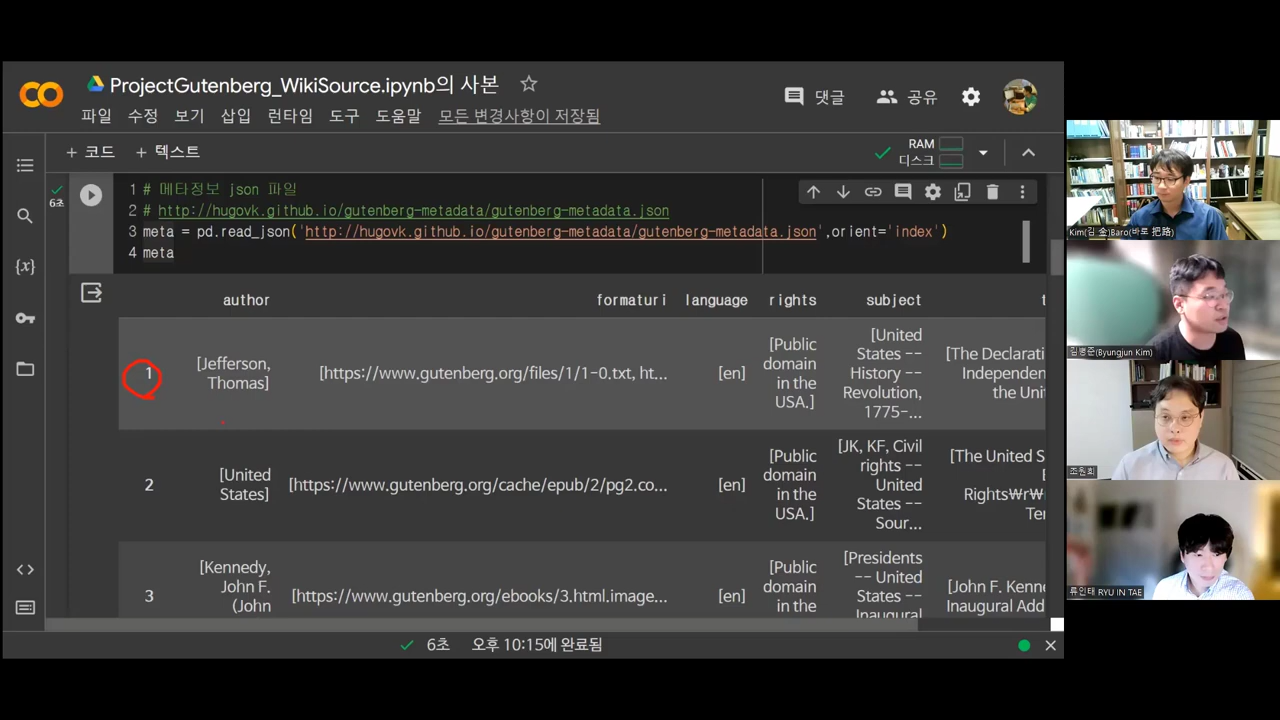 ProjectGutenberg_WikiSource.ipynb의 사본
파일 수정 보기 삽입 런타임 도구 도움말 모든 변경사항이 저장됨
댓글 공유
+ 코드 + 텍스트
RAM
디스크
6초
1 # 메타정보 json 파일
2 # http://hugovk.github.io/gutenberg-metadata/gutenberg-metadata.json
3 meta = pd.read_json('http://hugovk.github.io/gutenberg-metadata/gutenberg-metadata.json',orient='index')
4 meta
{x}
author formaturi language rights subject t
1 [Jefferson, Thomas] [https://www.gutenberg.org/files/1/1-0.txt, ht... [en] [Public domain in the USA.] [United States -- History -- Revolution, 1775-... [The Declarati Independen the Unit
2 [United States] [https://www.gutenberg.org/cache/epub/2/pg2.co... [en] [Public domain in the USA.] [JK, KF, Civil rights -- United States -- Sour... [The United S Rights₩r₩ Ter
3 [Kennedy, John F. (John [https://www.gutenberg.org/ebooks/3.html.image... [en] [Public domain in the [Presidents -- United States -- Inaugural [John F. Kenne Inaugural Add
6초 오후 10:15에 완료됨
Kim(김 金)Baro(바로 把路)
김병준(Byungjun Kim)
조원희
류인태 RYU IN TAE